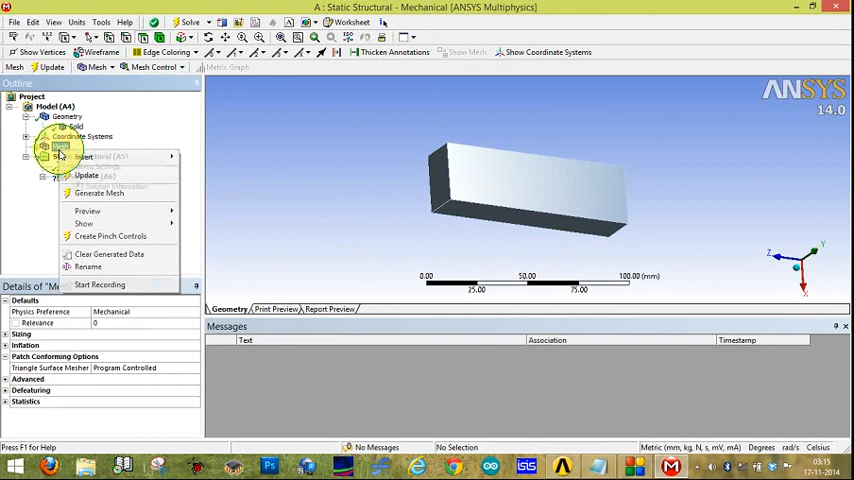 A : Static Structural - Mechanical [ANSYS Multiphysics]
File Edit View Units Tools Help Solve Worksheet
Show Vertices Wireframe Edge Coloring Thicken Annotations Show Mesh Show Coordinate Systems
Mesh Update Mesh Mesh Control Metric Graph
Outline
Project
Model (A4)
Geometry
Solid
Coordinate Systems
Mesh
Insert
Update
Generate Mesh
Preview
Show
Create Pinch Controls
Clear Generated Data
Rename
Start Recording
ANSYS
14.0
0.00 50.00 100.00 (mm)
25.00 75.00
Z Y X
Geometry Print Preview Report Preview
Details of "Me
Defaults
Physics Preference Mechanical
Relevance 0
Sizing
Inflation
Patch Conforming Options
Triangle Surface Mesher Program Controlled
Advanced
Defeaturing
Statistics
Messages
Text Association Timestamp
Press F1 for Help No Messages No Selection Metric (mm, kg, N, s, mV, mA) Degrees rad/s Celsius
Ps isis 03:15
17-11-2014